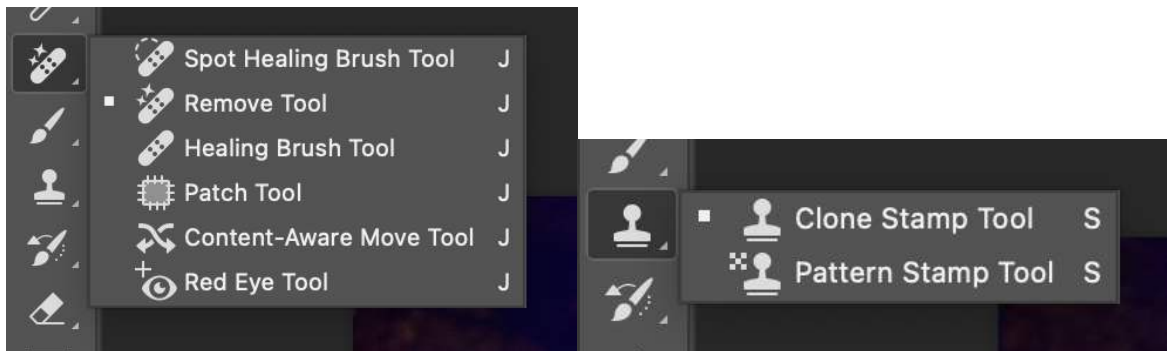 Spot Healing Brush Tool J
Remove Tool J
Healing Brush Tool J
Patch Tool J
Content-Aware Move Tool J
Red Eye Tool J
Clone Stamp Tool S
Pattern Stamp Tool S